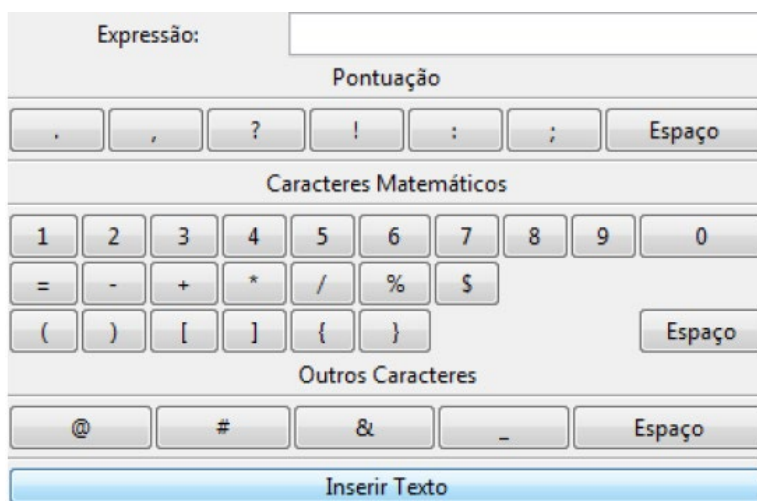 Expressão:
Pontuação
. , ? ! : ; Espaço
Caracteres Matemáticos
1 2 3 4 5 6 7 8 9 0
= - + * / % $
( ) [ ] { } Espaço
Outros Caracteres
@ # & _ Espaço
Inserir Texto